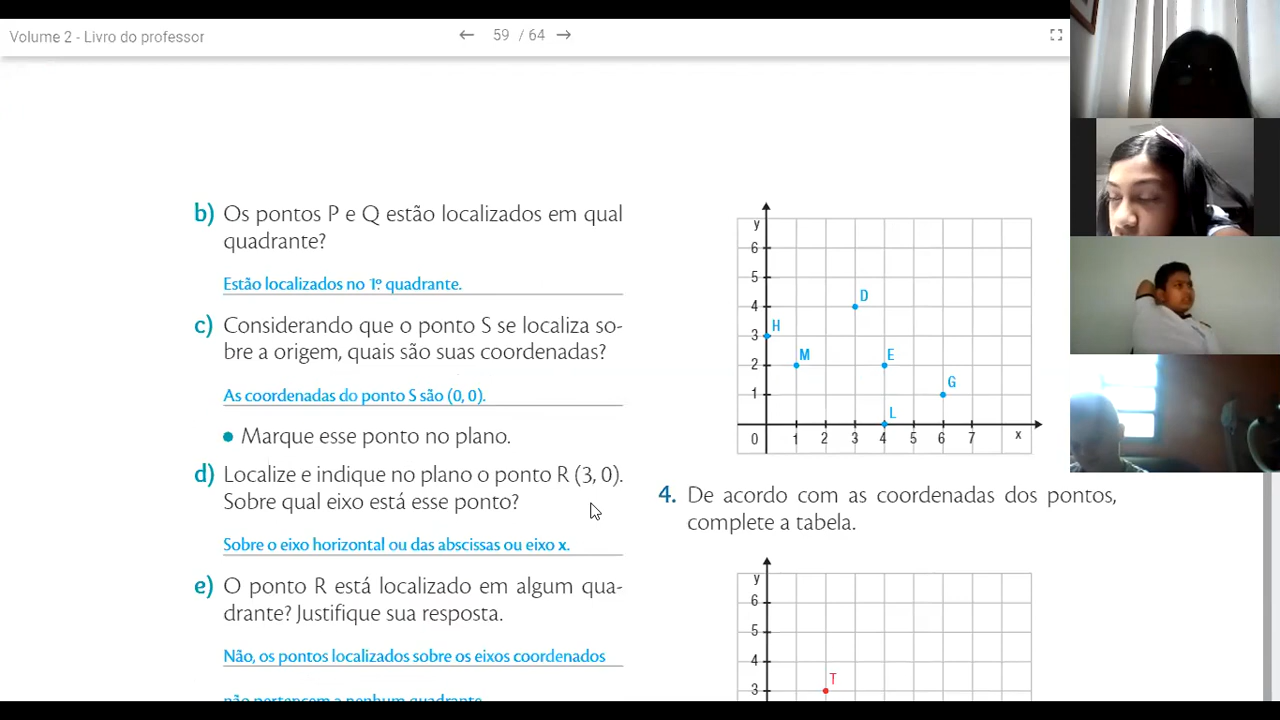 Volume 2 - Livro do professor
59 / 64
b) Os pontos P e Q estão localizados em qual
quadrante?
Estão localizados no 1º. quadrante.
c) Considerando que o ponto S se localiza so-
bre a origem, quais são suas coordenadas?
As coordenadas do ponto S são (0, 0).
• Marque esse ponto no plano.
d) Localize e indique no plano o ponto R (3, 0).
Sobre qual eixo está esse ponto?
Sobre o eixo horizontal ou das abscissas ou eixo x.
e) O ponto R está localizado em algum qua-
drante? Justifique sua resposta.
Não, os pontos localizados sobre os eixos coordenados
não pertencem a nenhum quadrante
y
6
5
4
3
2
1
0
1 2 3 4 5 6 7
x
H
M
D
E
G
L
4. De acordo com as coordenadas dos pontos,
complete a tabela.
y
6
5
4
3
T